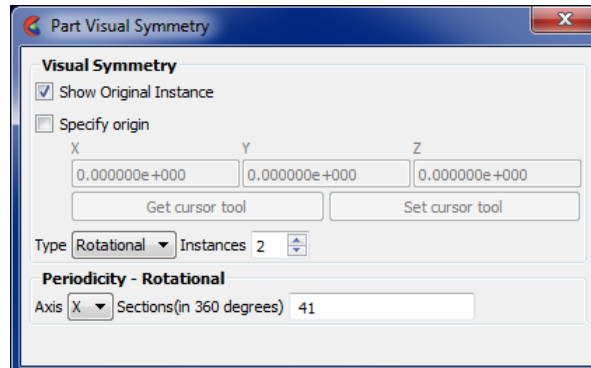 Part Visual Symmetry
Visual Symmetry
Show Original Instance
Specify origin
X Y Z
0.000000e+000 0.000000e+000 0.000000e+000
Get cursor tool Set cursor tool
Type Rotational Instances 2
Periodicity - Rotational
Axis X Sections(in 360 degrees) 41